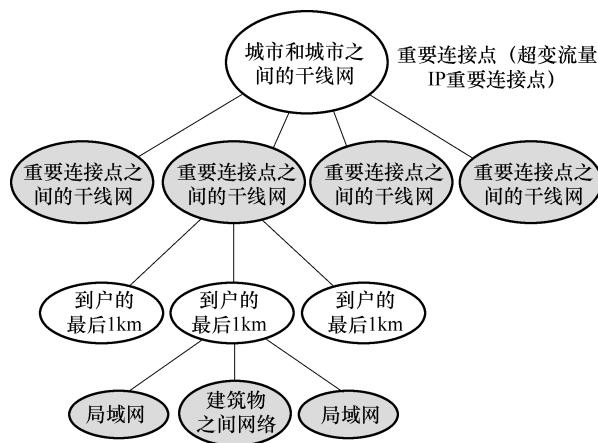 城市和城市之
间的干线网
重要连接点（超变流量
IP重要连接点）
重要连接点之
间的干线网
重要连接点之
间的干线网
重要连接点之
间的干线网
重要连接点之
间的干线网
到户的
最后1km
到户的
最后1km
到户的
最后1km
局域网
建筑物
之间网络
局域网